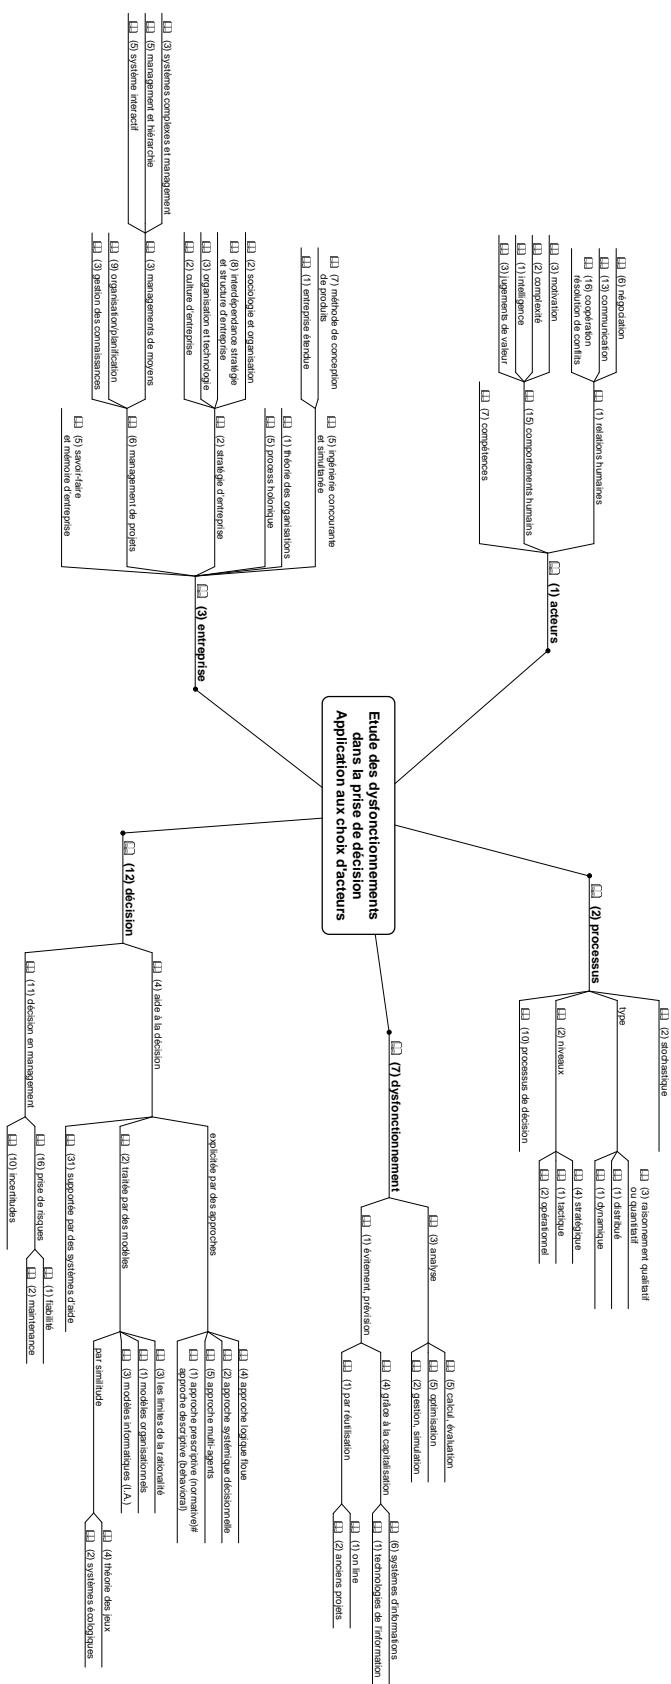 Etude des dysfonctionnements
dans la prise de décision
Application aux choix d'acteurs
(1) acteurs
(1) relations humaines
(6) négociation
(13) communication
(16) coopération
résolution de conflits
(15) comportements humains
(3) motivation
(2) complexité
(1) intelligence
(3) jugements de valeur
(7) compétences
(2) processus
(2) stochastique
type
(3) raisonnement qualitatif
ou quantitatif
(1) distribué
(1) dynamique
(2) niveaux
(4) stratégique
(1) tactique
(2) opérationnel
(10) processus de décision
(7) dysfonctionnement
(3) analyse
(5) calcul, évaluation
(5) optimisation
(2) gestion, simulation
(1) évitement, prévision
(4) grâce à la capitalisation
(6) systèmes d'informations
(1) technologies de l'information
(1) par réutilisation
(1) on line
(2) anciens projets
(12) décision
(4) aide à la décision
explicitée par des approches
(4) approche logique floue
(2) approche systémique décisionnelle
(5) approche multi-agents
(1) approche prescriptive (normative)#
approche descriptive (behavioral)
(2) traitée par des modèles
(3) les limites de la rationalité
(1) modèles organisationnels
(3) modèles informatiques (I.A.)
par similitude
(4) théorie des jeux
(2) systèmes écologiques
(31) supportée par des systèmes d'aide
(11) décision en management
(16) prise de risques
(1) fiabilité
(2) maintenance
(10) incertitudes
(3) entreprise
(5) ingénierie concourante
et simultanée
(7) méthode de conception
de produits
(1) entreprise étendue
(1) théorie des organisations
(5) process holonique
(2) stratégie d'entreprise
(2) sociologie et organisation
(8) interdépendance stratégie
et structure d'entreprise
(3) organisation et technologie
(2) culture d'entreprise
(6) management de projets
(3) managements de moyens
(3) systèmes complexes et management
(5) management et hiérarchie
(5) système interactif
(9) organisation/planification
(3) gestion des connaissances
(5) savoir-faire
et mémoire d'entreprise